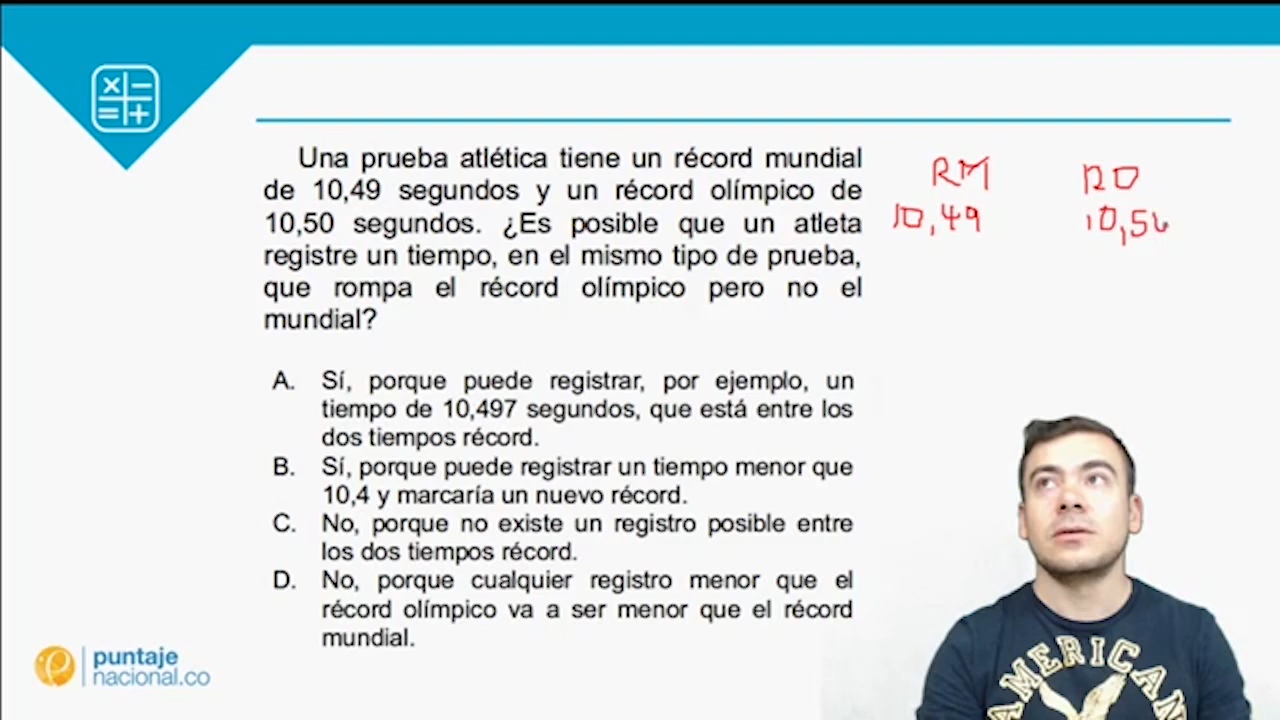 Una prueba atlética tiene un récord mundial
de 10,49 segundos y un récord olímpico de
10,50 segundos. ¿Es posible que un atleta
registre un tiempo, en el mismo tipo de prueba,
que rompa el récord olímpico pero no el
mundial?
A. Sí, porque puede registrar, por ejemplo, un
tiempo de 10,497 segundos, que está entre los
dos tiempos récord.
B. Sí, porque puede registrar un tiempo menor que
10,4 y marcaría un nuevo récord.
C. No, porque no existe un registro posible entre
los dos tiempos récord.
D. No, porque cualquier registro menor que el
récord olímpico va a ser menor que el récord
mundial.
RM RO
10,49
AMERICAN
puntaje
nacional.co